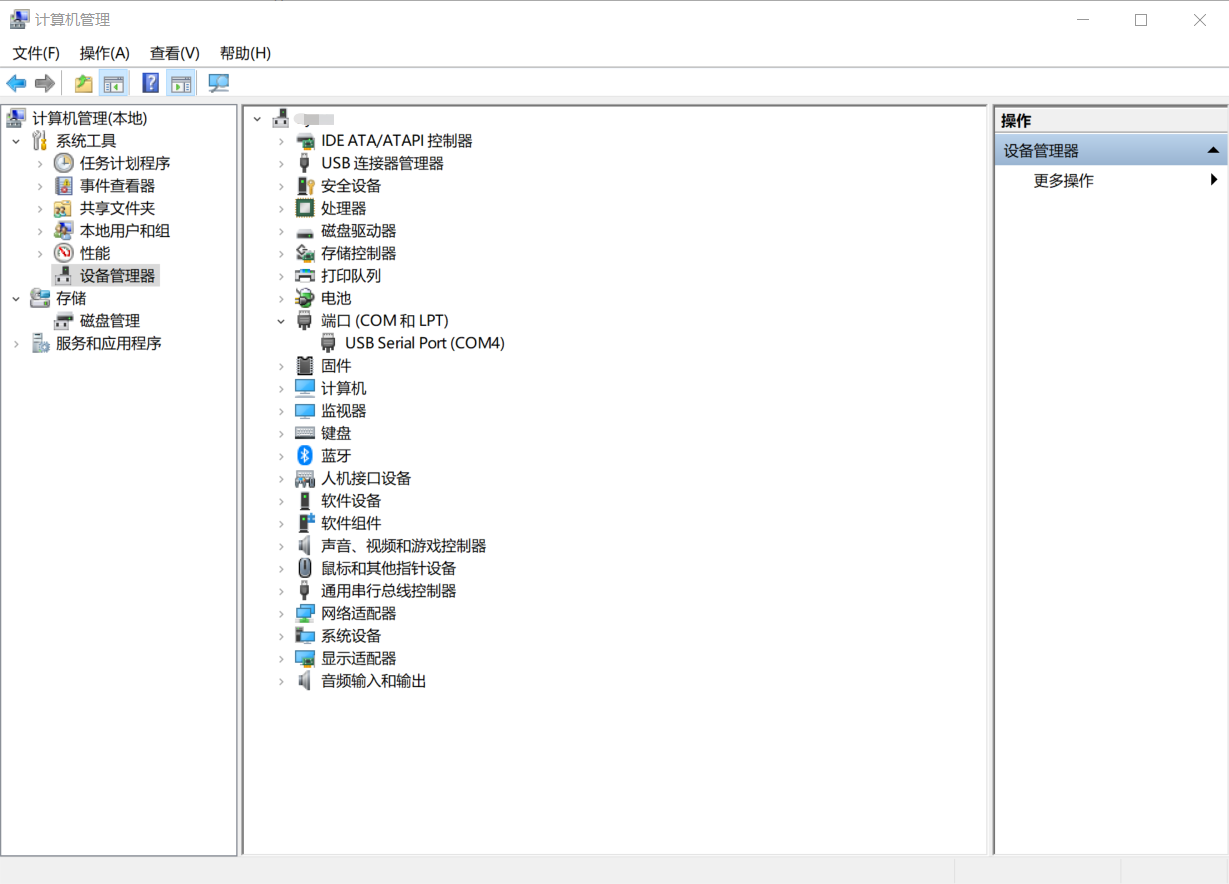 计算机管理
文件(F) 操作(A) 查看(V) 帮助(H)
计算机管理(本地)
系统工具
任务计划程序
事件查看器
共享文件夹
本地用户和组
性能
设备管理器
存储
磁盘管理
服务和应用程序
IDE ATA/ATAPI 控制器
USB 连接器管理器
安全设备
处理器
磁盘驱动器
存储控制器
打印队列
电池
端口 (COM 和 LPT)
USB Serial Port (COM4)
固件
计算机
监视器
键盘
蓝牙
人机接口设备
软件设备
软件组件
声音、视频和游戏控制器
鼠标和其他指针设备
通用串行总线控制器
网络适配器
系统设备
显示适配器
音频输入和输出
操作
设备管理器
更多操作